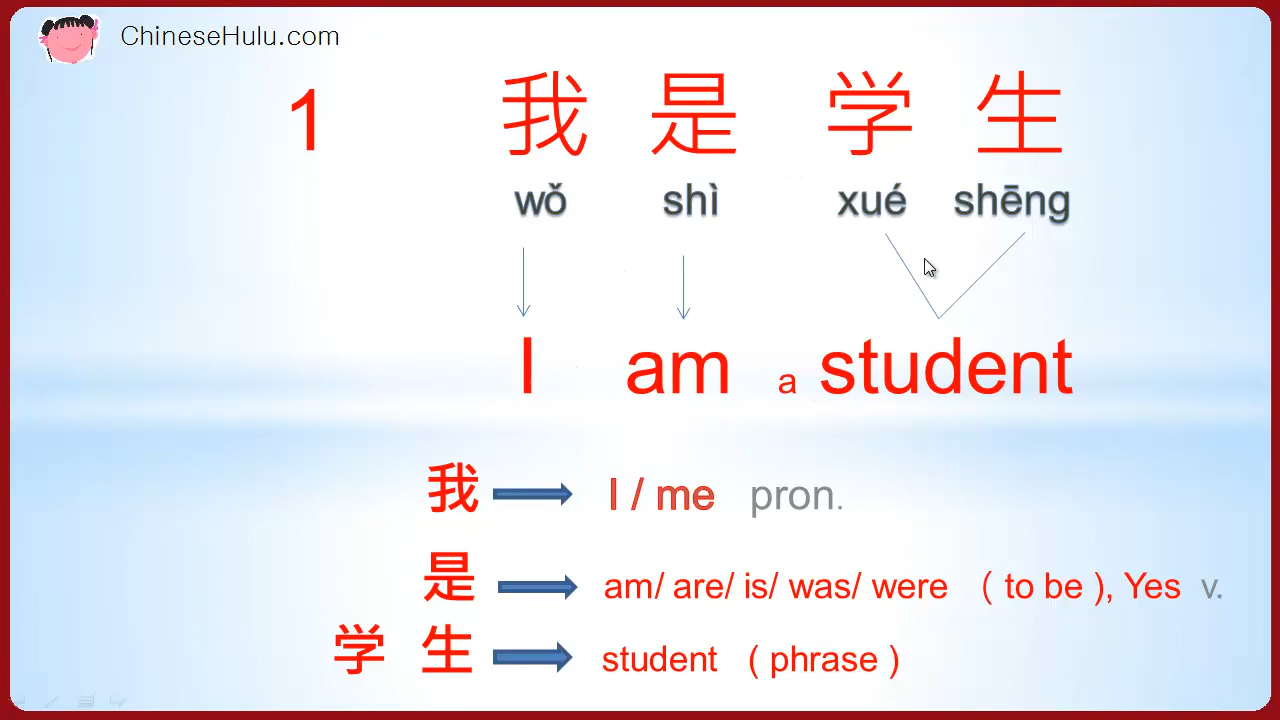 ChineseHulu.com
1 我 是 学 生
wǒ shì xué shēng
I am a student
我 I / me pron.
是 am/ are/ is/ was/ were ( to be ), Yes v.
学 生 student ( phrase )